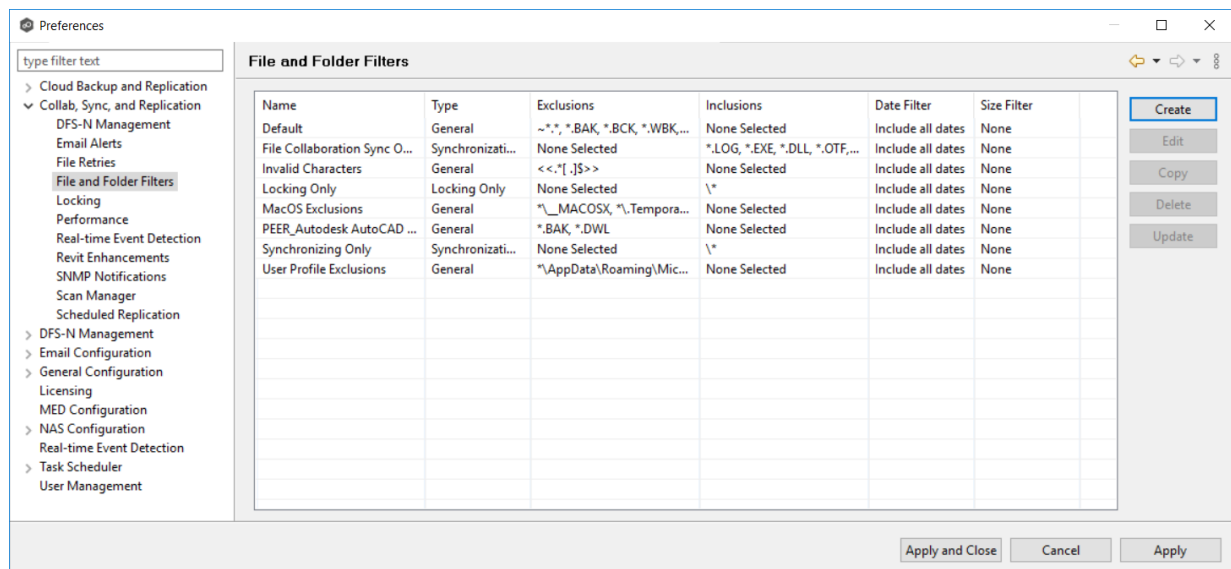 Preferences
type filter text
Cloud Backup and Replication
Collab, Sync, and Replication
DFS-N Management
Email Alerts
File Retries
File and Folder Filters
Locking
Performance
Real-time Event Detection
Revit Enhancements
SNMP Notifications
Scan Manager
Scheduled Replication
DFS-N Management
Email Configuration
General Configuration
Licensing
MED Configuration
NAS Configuration
Real-time Event Detection
Task Scheduler
User Management
File and Folder Filters
Name Type Exclusions Inclusions Date Filter Size Filter
Default General ~*.*, *.BAK, *.BCK, *.WBK,... None Selected Include all dates None
File Collaboration Sync O... Synchronizati... None Selected *.LOG, *.EXE, *.DLL, *.OTF,... Include all dates None
Invalid Characters General <<.*[ .]$>> None Selected Include all dates None
Locking Only Locking Only None Selected \* Include all dates None
MacOS Exclusions General *\__MACOSX, *\.Tempora... None Selected Include all dates None
PEER_Autodesk AutoCAD ... General *.BAK, *.DWL None Selected Include all dates None
Synchronizing Only Synchronizati... None Selected \* Include all dates None
User Profile Exclusions General *\AppData\Roaming\Mic... None Selected Include all dates None
Create
Edit
Copy
Delete
Update
Apply and Close Cancel Apply